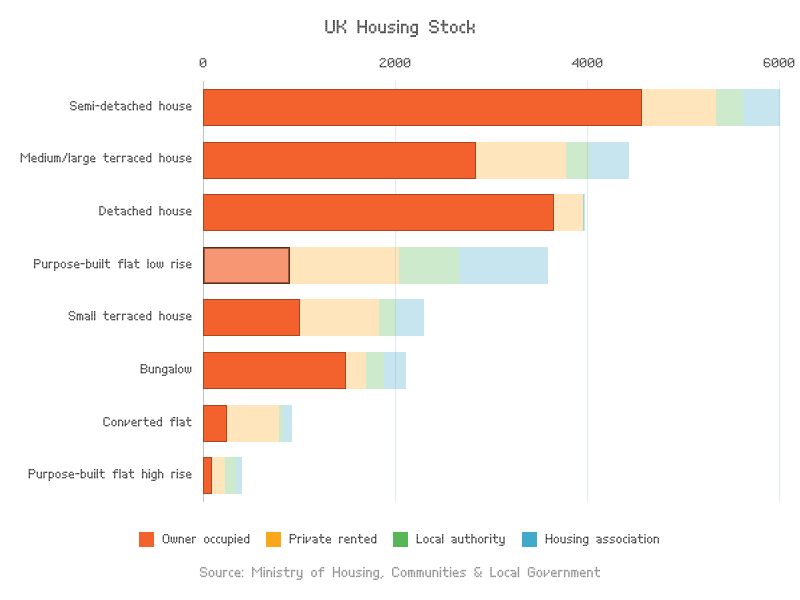 UK Housing Stock
0 2000 4000 6000
Semi-detached house
Medium/large terraced house
Detached house
Purpose-built flat low rise
Small terraced house
Bungalow
Converted flat
Purpose-built flat high rise
Owner occupied Private rented Local authority Housing association
Source: Ministry of Housing, Communities & Local Government